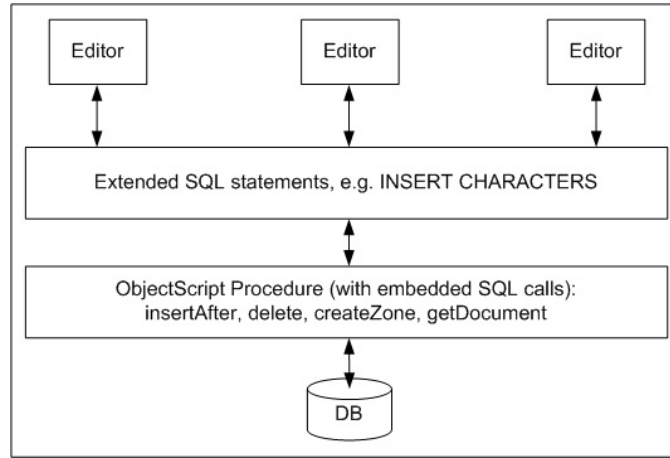 Editor
Editor
Editor
Extended SQL statements, e.g. INSERT CHARACTERS
ObjectScript Procedure (with embedded SQL calls):
insertAfter, delete, createZone, getDocument
DB